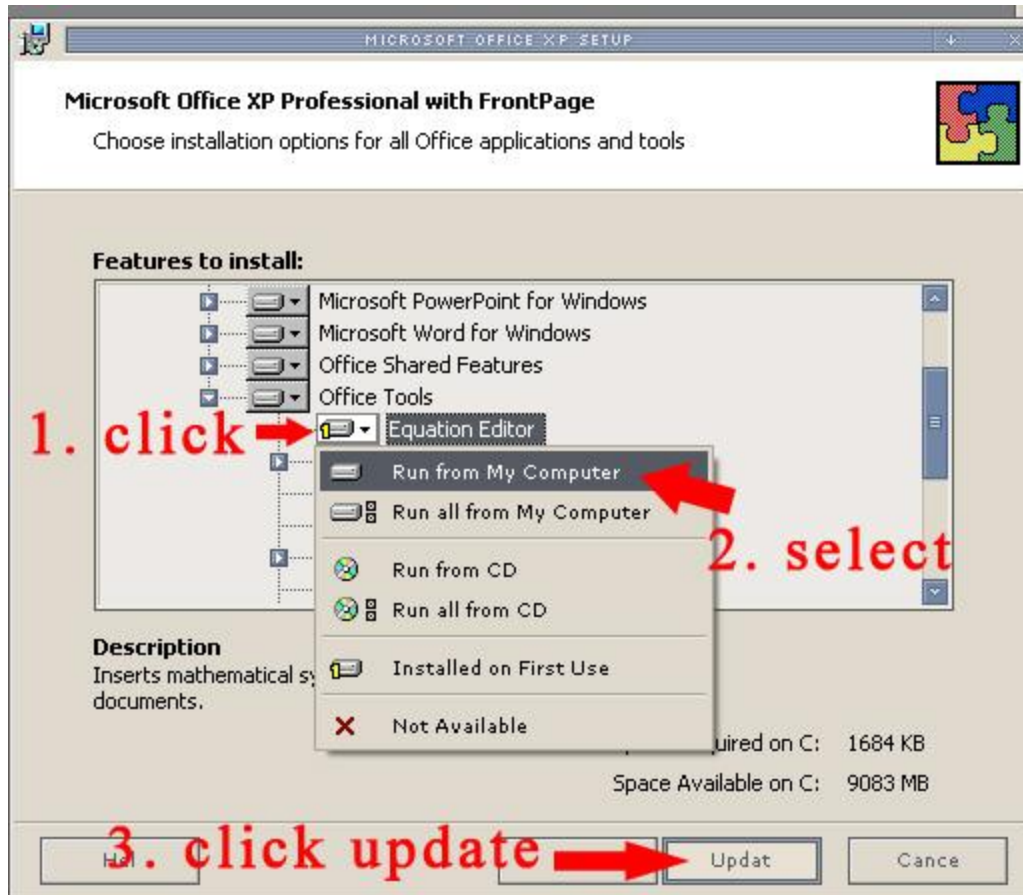 MICROSOFT OFFICE XP SETUP
Microsoft Office XP Professional with FrontPage
Choose installation options for all Office applications and tools
Features to install:
Microsoft PowerPoint for Windows
Microsoft Word for Windows
Office Shared Features
Office Tools
1. click
Equation Editor
Run from My Computer
Run all from My Computer
2. select
Run from CD
Run all from CD
Description
Inserts mathematical
documents.
Installed on First Use
Not Available
on C: 1684 KB
Space Available on C: 9083 MB
3. click update
Updat
Cance